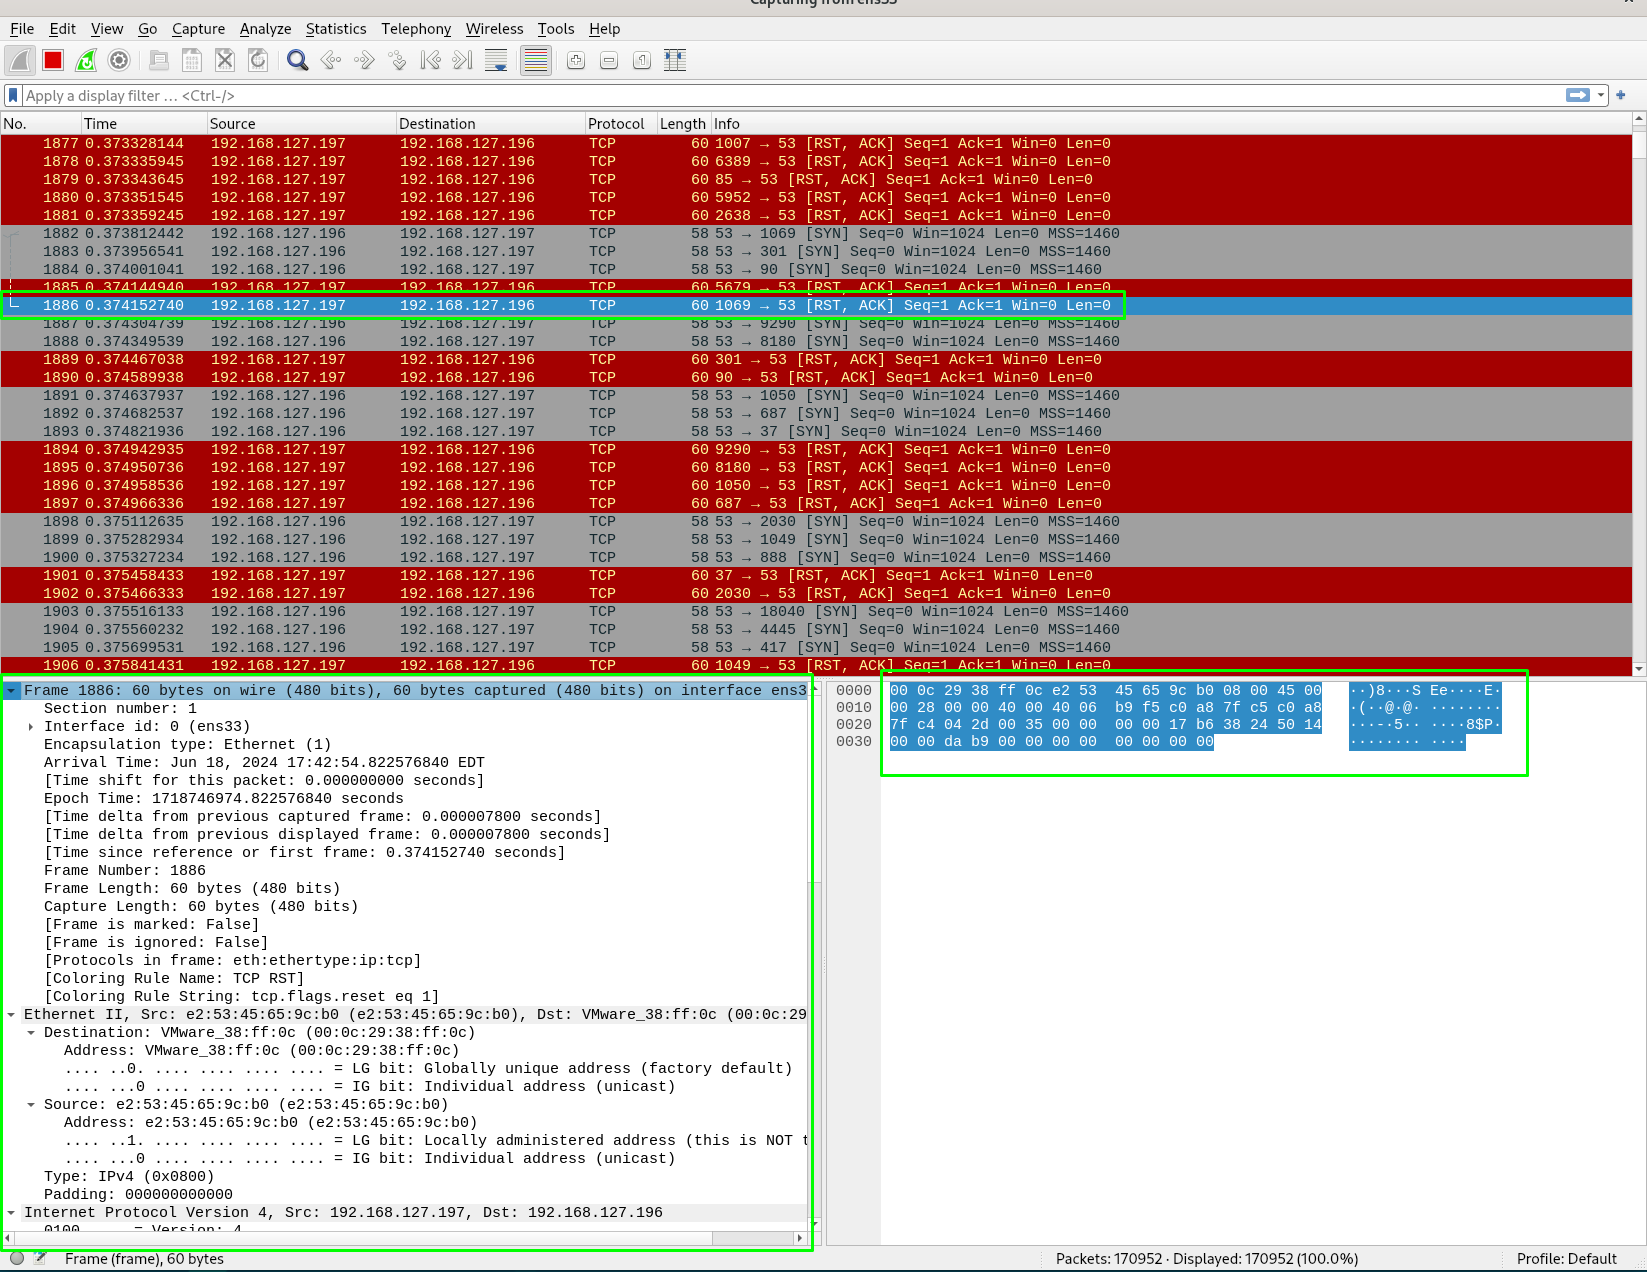 Capturing from ens33
File Edit View Go Capture Analyze Statistics Telephony Wireless Tools Help
Apply a display filter … <Ctrl-/>
No. Time Source Destination Protocol Length Info
1877 0.373328144 192.168.127.197 192.168.127.196 TCP 60 1007 → 53 [RST, ACK] Seq=1 Ack=1 Win=0 Len=0
1878 0.373335945 192.168.127.197 192.168.127.196 TCP 60 6389 → 53 [RST, ACK] Seq=1 Ack=1 Win=0 Len=0
1879 0.373343645 192.168.127.197 192.168.127.196 TCP 60 85 → 53 [RST, ACK] Seq=1 Ack=1 Win=0 Len=0
1880 0.373351545 192.168.127.197 192.168.127.196 TCP 60 5952 → 53 [RST, ACK] Seq=1 Ack=1 Win=0 Len=0
1881 0.373359245 192.168.127.197 192.168.127.196 TCP 60 2638 → 53 [RST, ACK] Seq=1 Ack=1 Win=0 Len=0
1882 0.373812442 192.168.127.196 192.168.127.197 TCP 58 53 → 1069 [SYN] Seq=0 Win=1024 Len=0 MSS=1460
1883 0.373956541 192.168.127.196 192.168.127.197 TCP 58 53 → 301 [SYN] Seq=0 Win=1024 Len=0 MSS=1460
1884 0.374001041 192.168.127.196 192.168.127.197 TCP 58 53 → 90 [SYN] Seq=0 Win=1024 Len=0 MSS=1460
1885 0.374144940 192.168.127.197 192.168.127.196 TCP 60 5679 → 53 [RST, ACK] Seq=1 Ack=1 Win=0 Len=0
1886 0.374152740 192.168.127.197 192.168.127.196 TCP 60 1069 → 53 [RST, ACK] Seq=1 Ack=1 Win=0 Len=0
1887 0.374304739 192.168.127.196 192.168.127.197 TCP 58 53 → 9290 [SYN] Seq=0 Win=1024 Len=0 MSS=1460
1888 0.374349539 192.168.127.196 192.168.127.197 TCP 58 53 → 8180 [SYN] Seq=0 Win=1024 Len=0 MSS=1460
1889 0.374467038 192.168.127.197 192.168.127.196 TCP 60 301 → 53 [RST, ACK] Seq=1 Ack=1 Win=0 Len=0
1890 0.374589938 192.168.127.197 192.168.127.196 TCP 60 90 → 53 [RST, ACK] Seq=1 Ack=1 Win=0 Len=0
1891 0.374637937 192.168.127.196 192.168.127.197 TCP 58 53 → 1050 [SYN] Seq=0 Win=1024 Len=0 MSS=1460
1892 0.374682537 192.168.127.196 192.168.127.197 TCP 58 53 → 687 [SYN] Seq=0 Win=1024 Len=0 MSS=1460
1893 0.374821936 192.168.127.196 192.168.127.197 TCP 58 53 → 37 [SYN] Seq=0 Win=1024 Len=0 MSS=1460
1894 0.374942935 192.168.127.197 192.168.127.196 TCP 60 9290 → 53 [RST, ACK] Seq=1 Ack=1 Win=0 Len=0
1895 0.374950736 192.168.127.197 192.168.127.196 TCP 60 8180 → 53 [RST, ACK] Seq=1 Ack=1 Win=0 Len=0
1896 0.374958536 192.168.127.197 192.168.127.196 TCP 60 1050 → 53 [RST, ACK] Seq=1 Ack=1 Win=0 Len=0
1897 0.374966336 192.168.127.197 192.168.127.196 TCP 60 687 → 53 [RST, ACK] Seq=1 Ack=1 Win=0 Len=0
1898 0.375112635 192.168.127.196 192.168.127.197 TCP 58 53 → 2030 [SYN] Seq=0 Win=1024 Len=0 MSS=1460
1899 0.375282934 192.168.127.196 192.168.127.197 TCP 58 53 → 1049 [SYN] Seq=0 Win=1024 Len=0 MSS=1460
1900 0.375327234 192.168.127.196 192.168.127.197 TCP 58 53 → 888 [SYN] Seq=0 Win=1024 Len=0 MSS=1460
1901 0.375458433 192.168.127.197 192.168.127.196 TCP 60 37 → 53 [RST, ACK] Seq=1 Ack=1 Win=0 Len=0
1902 0.375466333 192.168.127.197 192.168.127.196 TCP 60 2030 → 53 [RST, ACK] Seq=1 Ack=1 Win=0 Len=0
1903 0.375516133 192.168.127.196 192.168.127.197 TCP 58 53 → 18040 [SYN] Seq=0 Win=1024 Len=0 MSS=1460
1904 0.375560232 192.168.127.196 192.168.127.197 TCP 58 53 → 4445 [SYN] Seq=0 Win=1024 Len=0 MSS=1460
1905 0.375699531 192.168.127.196 192.168.127.197 TCP 58 53 → 417 [SYN] Seq=0 Win=1024 Len=0 MSS=1460
1906 0.375841431 192.168.127.197 192.168.127.196 TCP 60 1049 → 53 [RST, ACK] Seq=1 Ack=1 Win=0 Len=0
Frame 1886: 60 bytes on wire (480 bits), 60 bytes captured (480 bits) on interface ens3
Section number: 1
Interface id: 0 (ens33)
Encapsulation type: Ethernet (1)
Arrival Time: Jun 18, 2024 17:42:54.822576840 EDT
[Time shift for this packet: 0.000000000 seconds]
Epoch Time: 1718746974.822576840 seconds
[Time delta from previous captured frame: 0.000007800 seconds]
[Time delta from previous displayed frame: 0.000007800 seconds]
[Time since reference or first frame: 0.374152740 seconds]
Frame Number: 1886
Frame Length: 60 bytes (480 bits)
Capture Length: 60 bytes (480 bits)
[Frame is marked: False]
[Frame is ignored: False]
[Protocols in frame: eth:ethertype:ip:tcp]
[Coloring Rule Name: TCP RST]
[Coloring Rule String: tcp.flags.reset eq 1]
Ethernet II, Src: e2:53:45:65:9c:b0 (e2:53:45:65:9c:b0), Dst: VMware_38:ff:0c (00:0c:29
Destination: VMware_38:ff:0c (00:0c:29:38:ff:0c)
Address: VMware_38:ff:0c (00:0c:29:38:ff:0c)
.... ..0. .... .... .... .... = LG bit: Globally unique address (factory default)
.... ...0 .... .... .... .... = IG bit: Individual address (unicast)
Source: e2:53:45:65:9c:b0 (e2:53:45:65:9c:b0)
Address: e2:53:45:65:9c:b0 (e2:53:45:65:9c:b0)
.... ..1. .... .... .... .... = LG bit: Locally administered address (this is NOT t
.... ...0 .... .... .... .... = IG bit: Individual address (unicast)
Type: IPv4 (0x0800)
Padding: 000000000000
Internet Protocol Version 4, Src: 192.168.127.197, Dst: 192.168.127.196
0100 .... = Version: 4
0000 00 0c 29 38 ff 0c e2 53 45 65 9c b0 08 00 45 00 ··)8···S Ee····E·
0010 00 28 00 00 40 00 40 06 b9 f5 c0 a8 7f c5 c0 a8 ·(··@·@· ········
0020 7f c4 04 2d 00 35 00 00 00 00 17 b6 38 24 50 14 ···-·5·· ····8$P·
0030 00 00 da b9 00 00 00 00 00 00 00 00 ········ ····
Frame (frame), 60 bytes
Packets: 170952 · Displayed: 170952 (100.0%)
Profile: Default